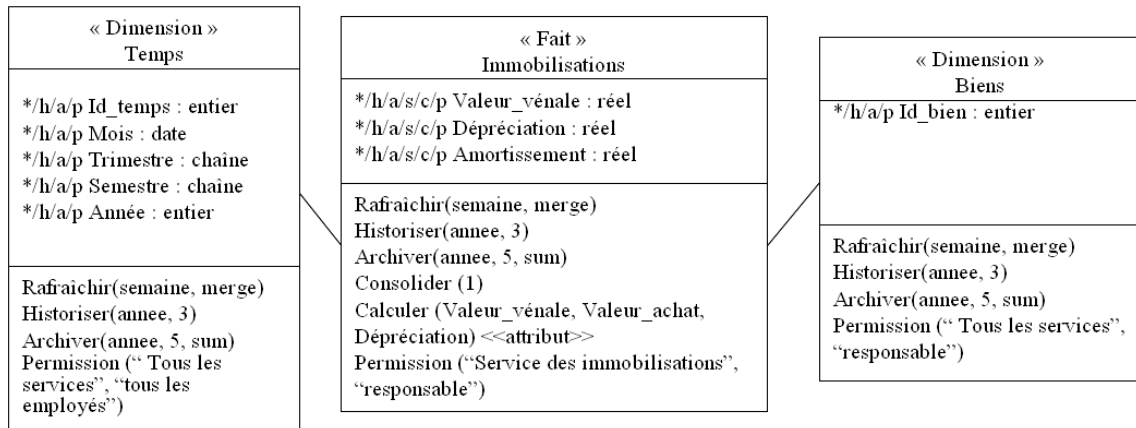 « Dimension »
Temps
*/h/a/p Id_temps : entier
*/h/a/p Mois : date
*/h/a/p Trimestre : chaîne
*/h/a/p Semestre : chaîne
*/h/a/p Année : entier
Rafraîchir(semaine, merge)
Historiser(annee, 3)
Archiver(annee, 5, sum)
Permission (“ Tous les
services”, “tous les
employés”)
« Fait »
Immobilisations
*/h/a/s/c/p Valeur_vénale : réel
*/h/a/s/c/p Dépréciation : réel
*/h/a/s/c/p Amortissement : réel
Rafraîchir(semaine, merge)
Historiser(annee, 3)
Archiver(annee, 5, sum)
Consolider (1)
Calculer (Valeur_vénale, Valeur_achat,
Dépréciation) <<attribut>>
Permission (“Service des immobilisations”,
“responsable”)
« Dimension »
Biens
*/h/a/p Id_bien : entier
Rafraîchir(semaine, merge)
Historiser(annee, 3)
Archiver(annee, 5, sum)
Permission (“ Tous les services”,
“responsable”)